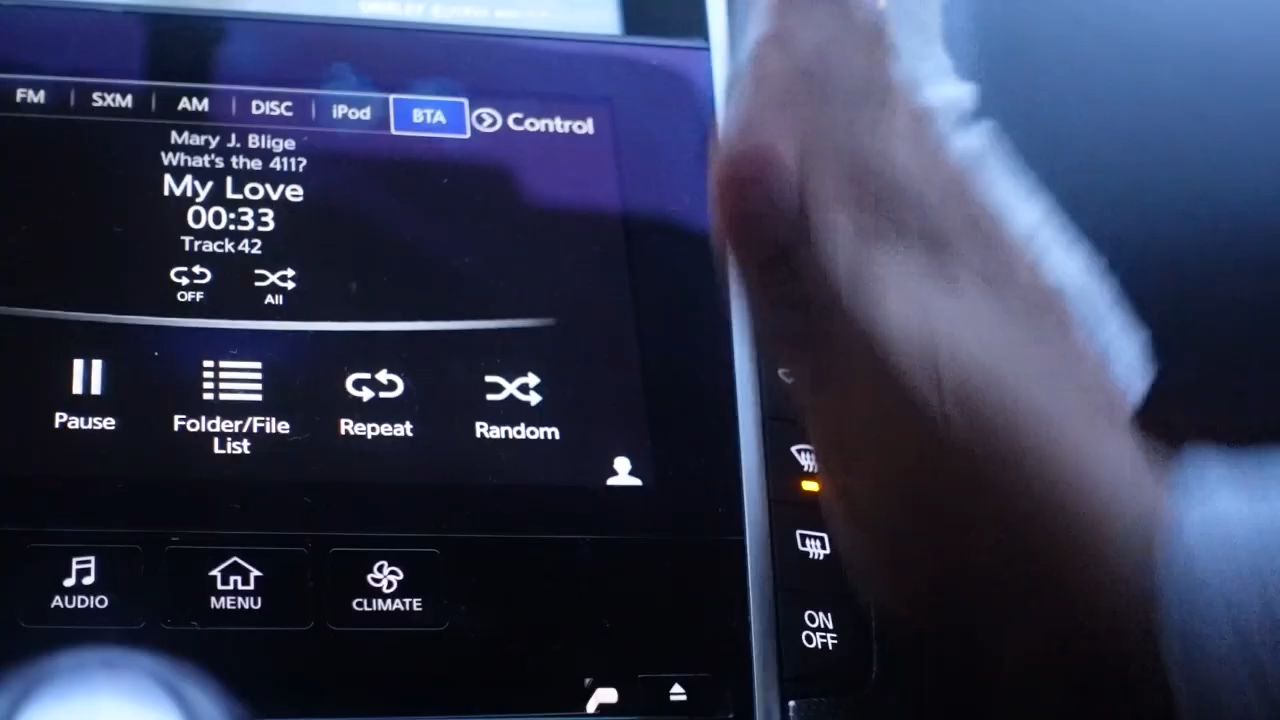 FM | SXM | AM | DISC | iPod BTA Control
Mary J. Blige
What's the 411?
My Love
00:33
Track 42
OFF All
Pause Folder/File List Repeat Random
AUDIO MENU CLIMATE
ON
OFF